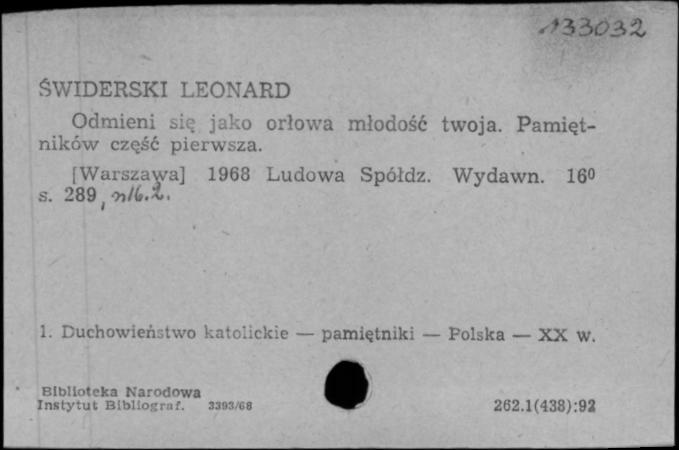 133032
ŚWIDERSKI LEONARD
Odmieni się jako orłowa młodość twoja. Pamięt-
ników część pierwsza.
[Warszawa] 1968 Ludowa Spółdz. Wydawn. 16⁰
s. 289, nlb. 2.
1. Duchowieństwo katolickie — pamiętniki — Polska — XX w.
Biblioteka Narodowa
Instytut Bibliograf. 3393/68
262.1(438):92